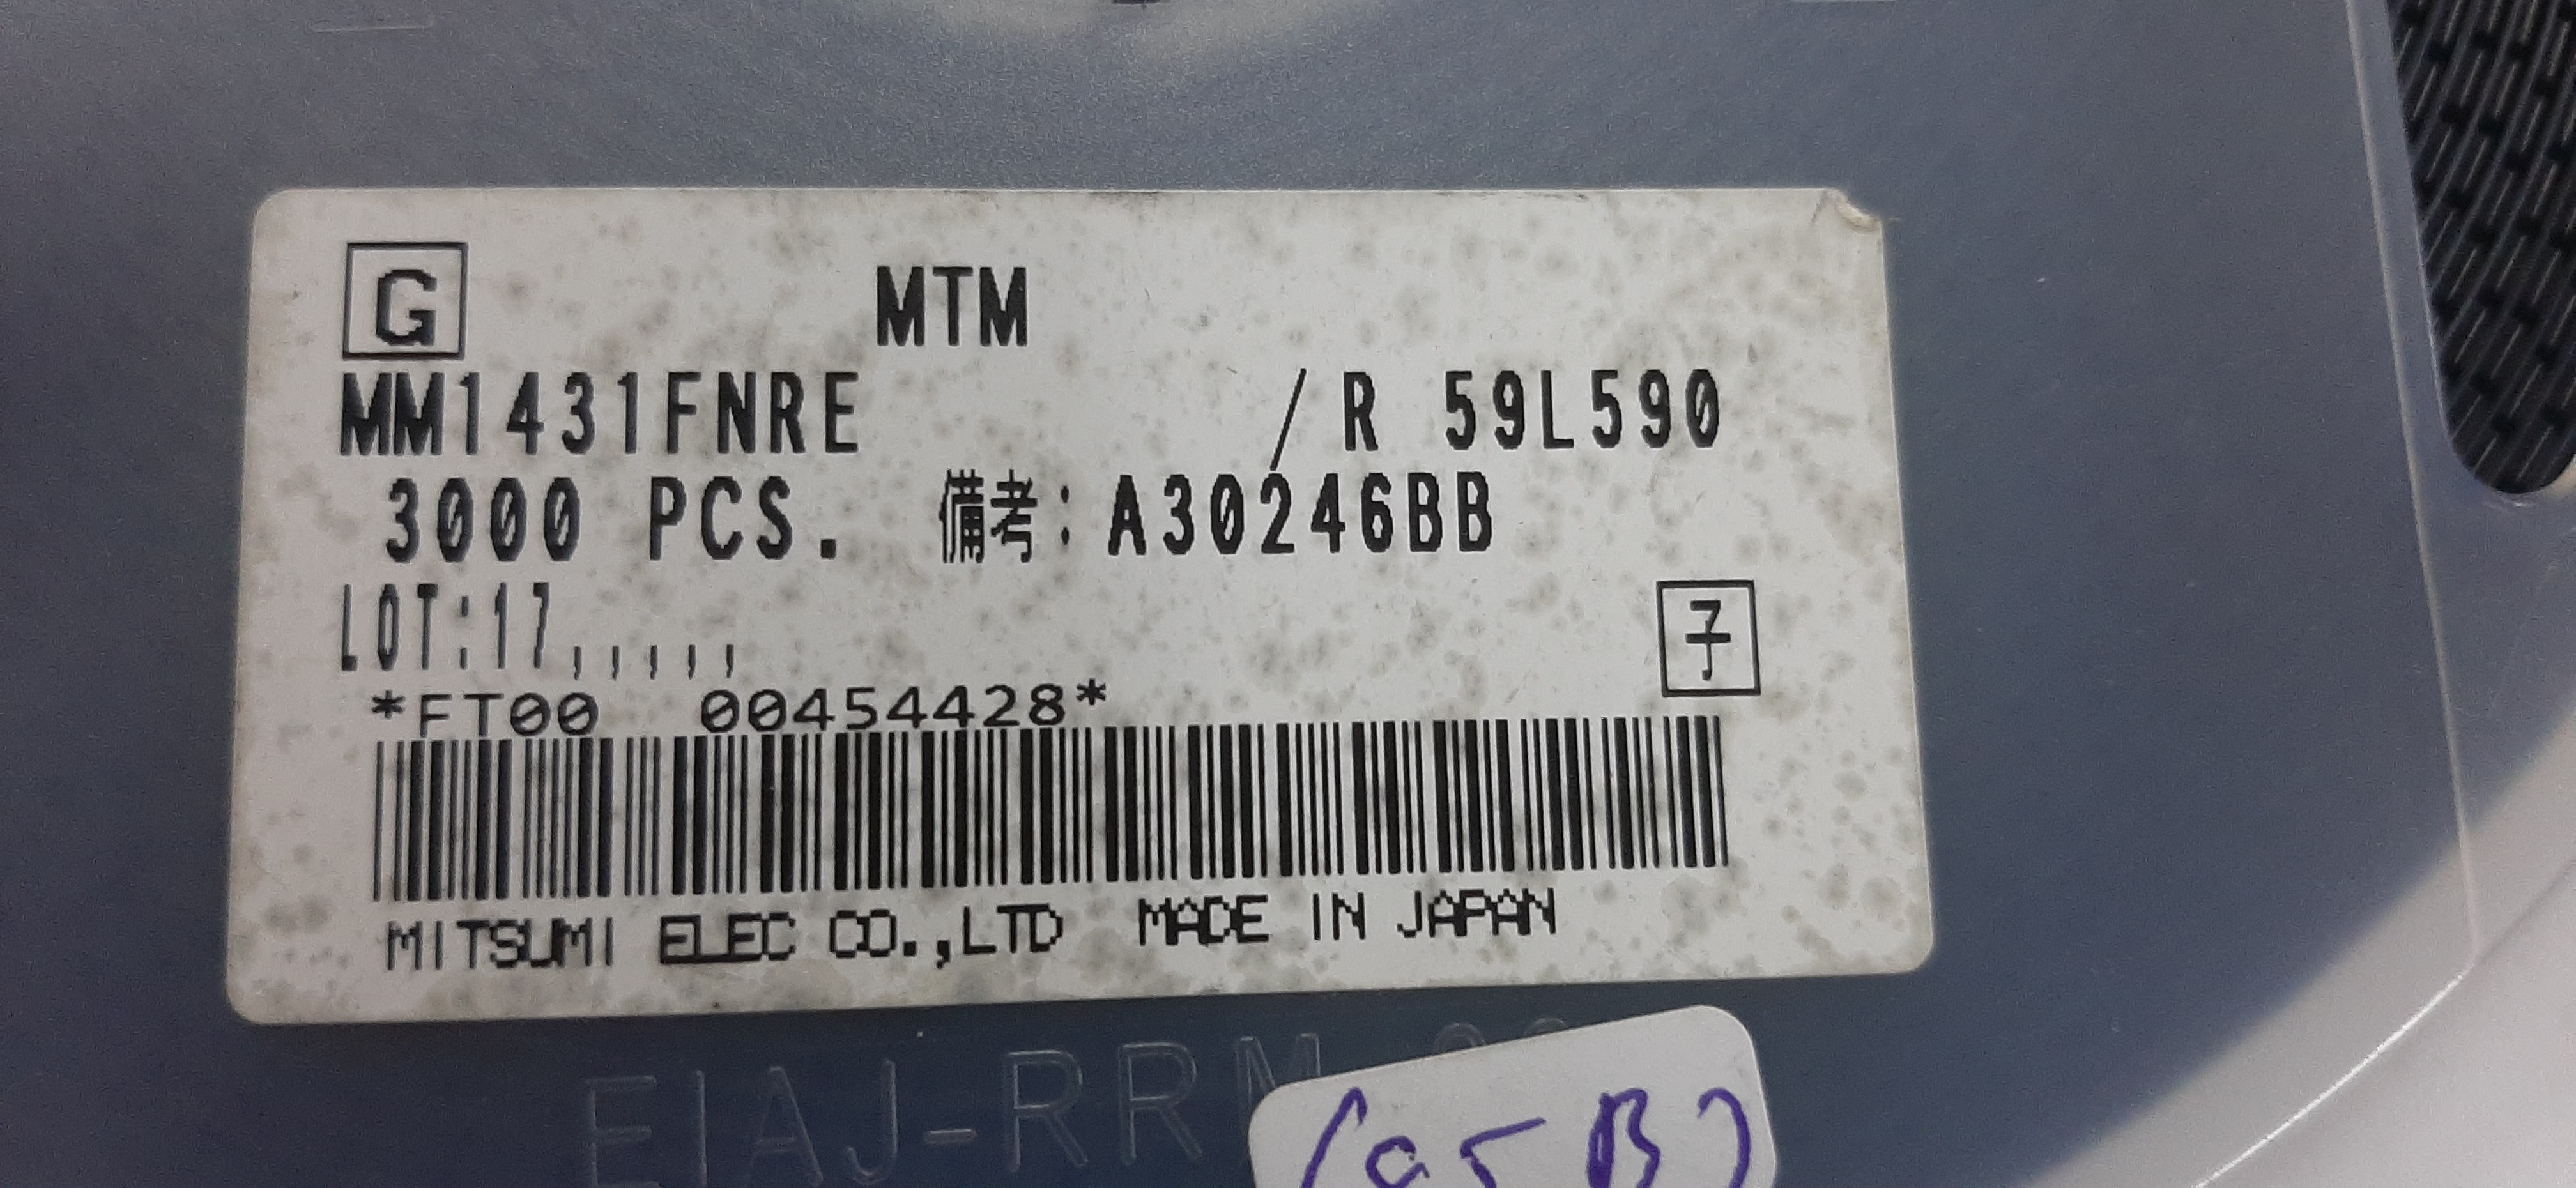 G
MTM
MM1431FNRE / R 59L590
3000 PCS. 備考: A30246BB
LOT:17,,,,,
子
*FT00 00454428*
MITSUMI ELEC CO.,LTD MADE IN JAPAN
EIAJ-RRM